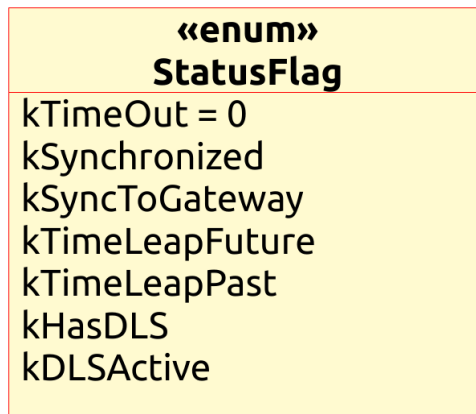 «enum»
StatusFlag
kTimeOut = 0
kSynchronized
kSyncToGateway
kTimeLeapFuture
kTimeLeapPast
kHasDLS
kDLSActive